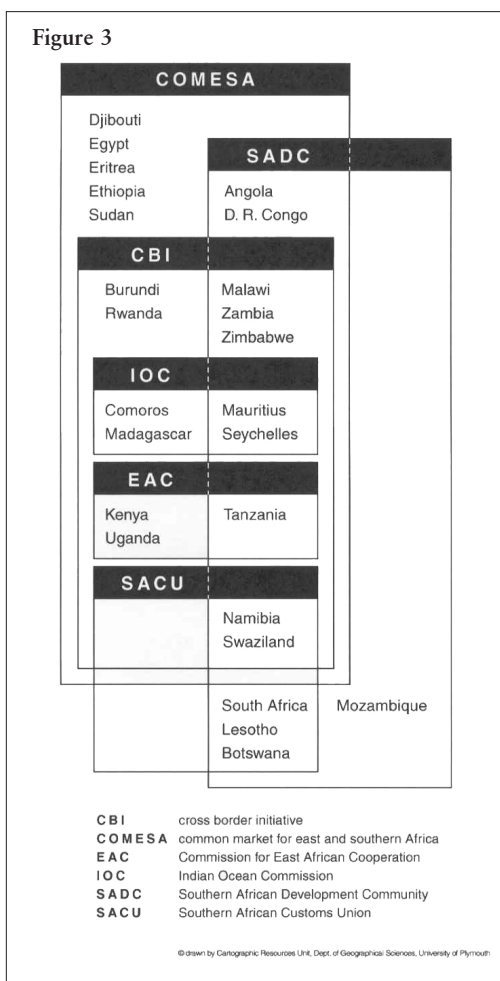 Figure 3
COMESA
Djibouti
Egypt
Eritrea
Ethiopia
Sudan
SADC
Angola
D. R. Congo
CBI
Burundi
Rwanda
Malawi
Zambia
Zimbabwe
IOC
Comoros
Madagascar
Mauritius
Seychelles
EAC
Kenya
Uganda
Tanzania
SACU
Namibia
Swaziland
South Africa
Lesotho
Botswana
Mozambique
CBI cross border initiative
COMESA common market for east and southern Africa
EAC Commission for East African Cooperation
IOC Indian Ocean Commission
SADC Southern African Development Community
SACU Southern African Customs Union
© drawn by Cartographic Resources Unit, Dept. of Geographical Sciences, University of Plymouth